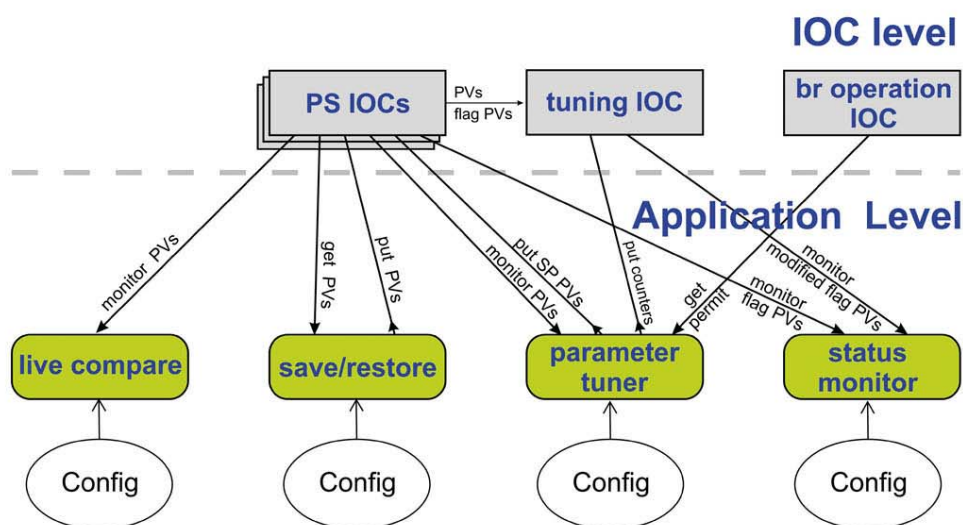 IOC level
PS IOCs
PVs
flag PVs
tuning IOC
br operation
IOC
Application Level
monitor PVs
get PVs
put PVs
put SP PVs
monitor PVs
put counters
get
permit
monitor
flag PVs
monitor
modified flag PVs
live compare
save/restore
parameter
tuner
status
monitor
Config
Config
Config
Config